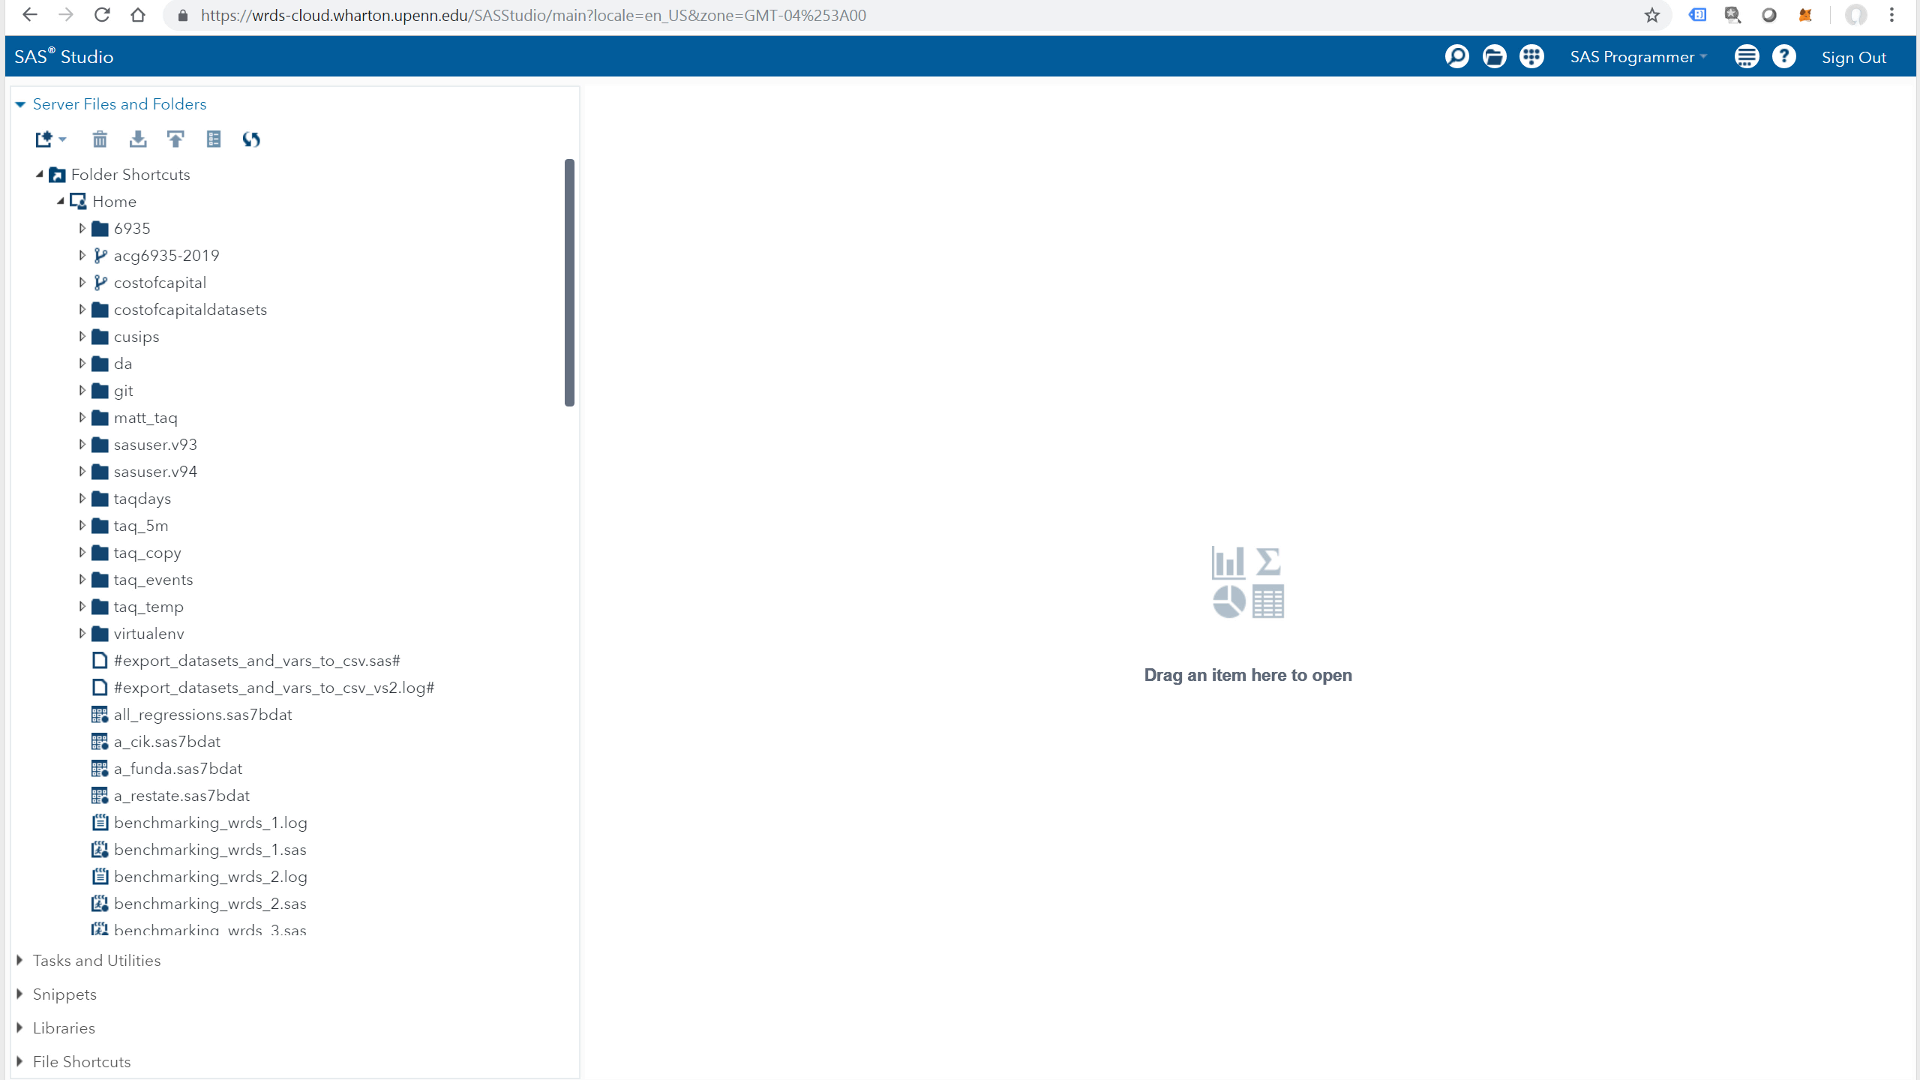 https://wrds-cloud.wharton.upenn.edu/SASStudio/main?locale=en_US&zone=GMT-04%253A00
SAS® Studio
SAS Programmer
?
Sign Out
Server Files and Folders
Folder Shortcuts
Home
6935
acg6935-2019
costofcapital
costofcapitaldatasets
cusips
da
git
matt_taq
sasuser.v93
sasuser.v94
taqdays
taq_5m
taq_copy
taq_events
taq_temp
virtualenv
#export_datasets_and_vars_to_csv.sas#
#export_datasets_and_vars_to_csv_vs2.log#
all_regressions.sas7bdat
a_cik.sas7bdat
a_funda.sas7bdat
a_restate.sas7bdat
benchmarking_wrds_1.log
benchmarking_wrds_1.sas
benchmarking_wrds_2.log
benchmarking_wrds_2.sas
benchmarking_wrds_3.sas
Tasks and Utilities
Snippets
Libraries
File Shortcuts
Σ
Drag an item here to open